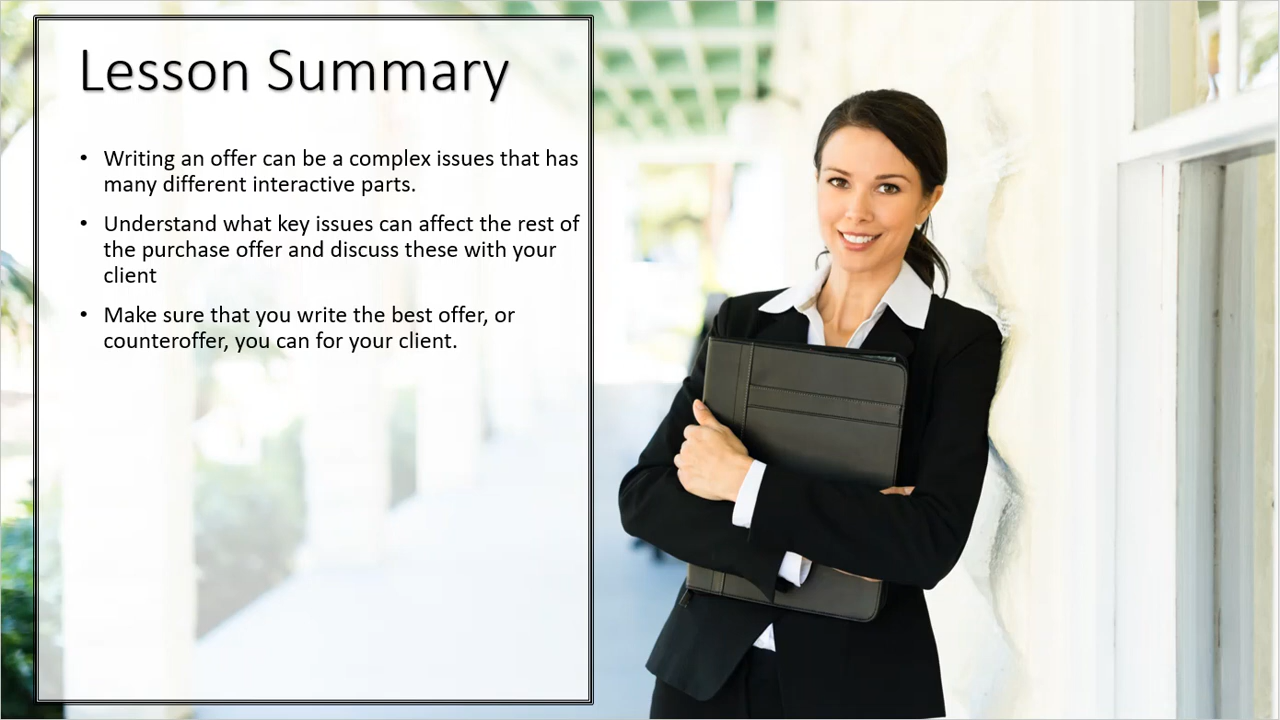 Lesson Summary
• Writing an offer can be a complex issues that has
many different interactive parts.
• Understand what key issues can affect the rest of
the purchase offer and discuss these with your
client
• Make sure that you write the best offer, or
counteroffer, you can for your client.